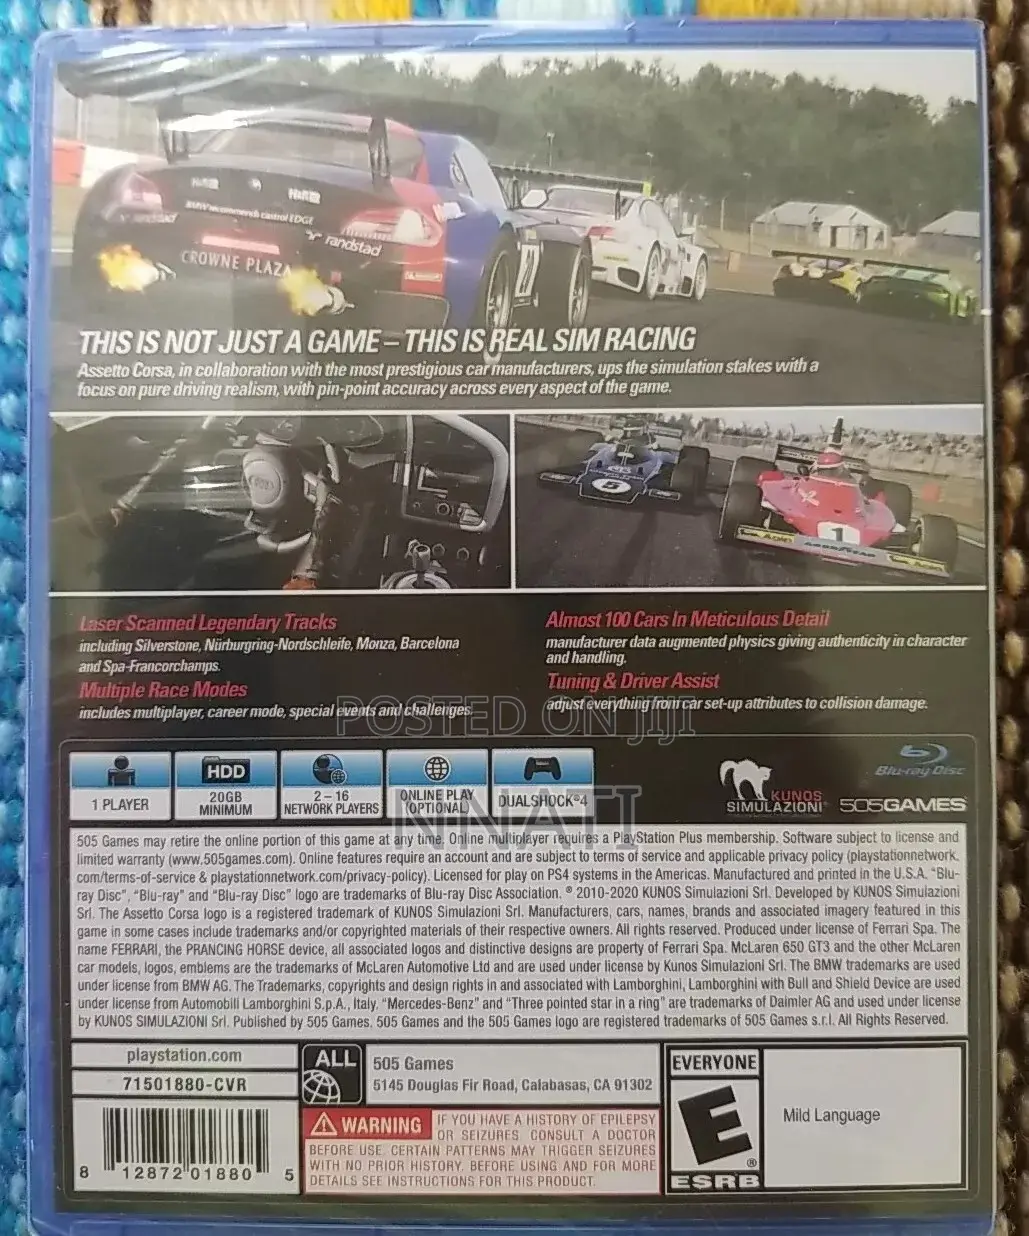 BMW recommends Castrol EDGE
randstad
randstad
CROWNE PLAZA
THIS IS NOT JUST A GAME – THIS IS REAL SIM RACING
Assetto Corsa, in collaboration with the most prestigious car manufacturers, ups the simulation stakes with a
focus on pure driving realism, with pin-point accuracy across every aspect of the game.
5
1
GOODYEAR
Laser Scanned Legendary Tracks
including Silverstone, Nürburgring-Nordschleife, Monza, Barcelona
and Spa-Francorchamps.
Multiple Race Modes
includes multiplayer, career mode, special events and challenges.
Almost 100 Cars In Meticulous Detail
manufacturer data augmented physics giving authenticity in character
and handling.
Tuning & Driver Assist
adjust everything from car set-up attributes to collision damage.
POSTED ON JIJI
NNATI
1 PLAYER
HDD
20GB
MINIMUM
2 – 16
NETWORK PLAYERS
ONLINE PLAY
(OPTIONAL)
DUALSHOCK®4
KUNOS
SIMULAZIONI
Blu-ray Disc
505GAMES
505 Games may retire the online portion of this game at any time. Online multiplayer requires a PlayStation Plus membership. Software subject to license and
limited warranty (www.505games.com). Online features require an account and are subject to terms of service and applicable privacy policy (playstationnetwork.
com/terms-of-service & playstationnetwork.com/privacy-policy). Licensed for play on PS4 systems in the Americas. Manufactured and printed in the U.S.A. "Blu-
ray Disc", "Blu-ray" and "Blu-ray Disc" logo are trademarks of Blu-ray Disc Association. ® 2010-2020 KUNOS Simulazioni Srl. Developed by KUNOS Simulazioni
Srl. The Assetto Corsa logo is a registered trademark of KUNOS Simulazioni Srl. Manufacturers, cars, names, brands and associated imagery featured in this
game in some cases include trademarks and/or copyrighted materials of their respective owners. All rights reserved. Produced under license of Ferrari Spa. The
name FERRARI, the PRANCING HORSE device, all associated logos and distinctive designs are property of Ferrari Spa. McLaren 650 GT3 and the other McLaren
car models, logos, emblems are the trademarks of McLaren Automotive Ltd and are used under license by Kunos Simulazioni Srl. The BMW trademarks are used
under license from BMW AG. The Trademarks, copyrights and design rights in and associated with Lamborghini, Lamborghini with Bull and Shield Device are used
under license from Automobili Lamborghini S.p.A., Italy. "Mercedes-Benz" and "Three pointed star in a ring" are trademarks of Daimler AG and used under license
by KUNOS SIMULAZIONI Srl. Published by 505 Games. 505 Games and the 505 Games logo are registered trademarks of 505 Games s.r.l. All Rights Reserved.
playstation.com
71501880-CVR
8 12872 01880 5
ALL
505 Games
5145 Douglas Fir Road, Calabasas, CA 91302
WARNING
IF YOU HAVE A HISTORY OF EPILEPSY
OR SEIZURES, CONSULT A DOCTOR
BEFORE USE. CERTAIN PATTERNS MAY TRIGGER SEIZURES
WITH NO PRIOR HISTORY. BEFORE USING AND FOR MORE
DETAILS SEE INSTRUCTIONS FOR THIS PRODUCT.
EVERYONE
E
ESRB
Mild Language